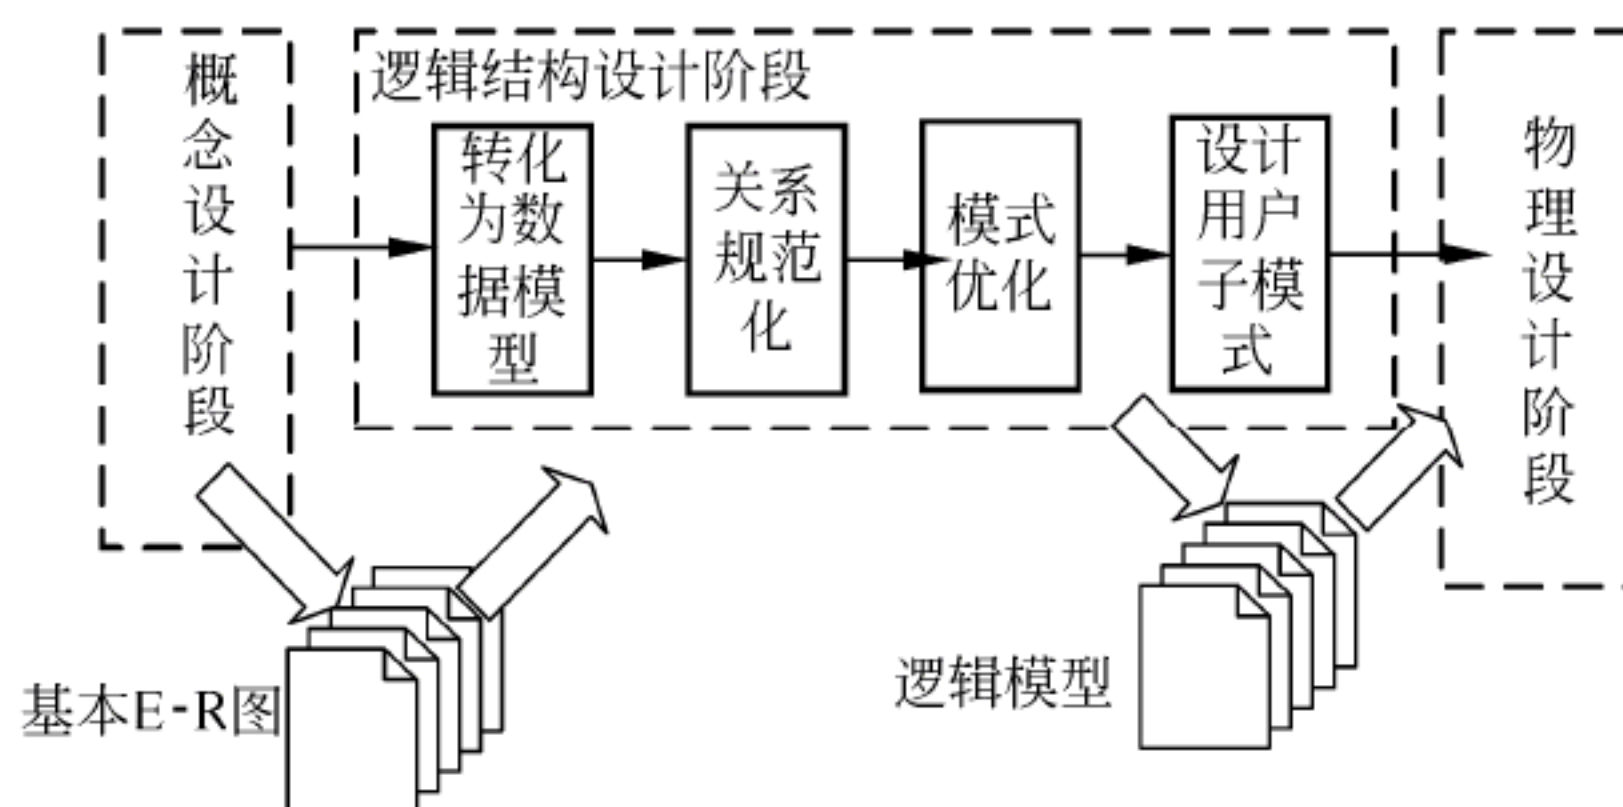 概念设计阶段
逻辑结构设计阶段
转化
为数
据模
型
关系
规范
化
模式
优化
设计
用户
子模
式
物理设计阶段
基本E-R图
逻辑模型